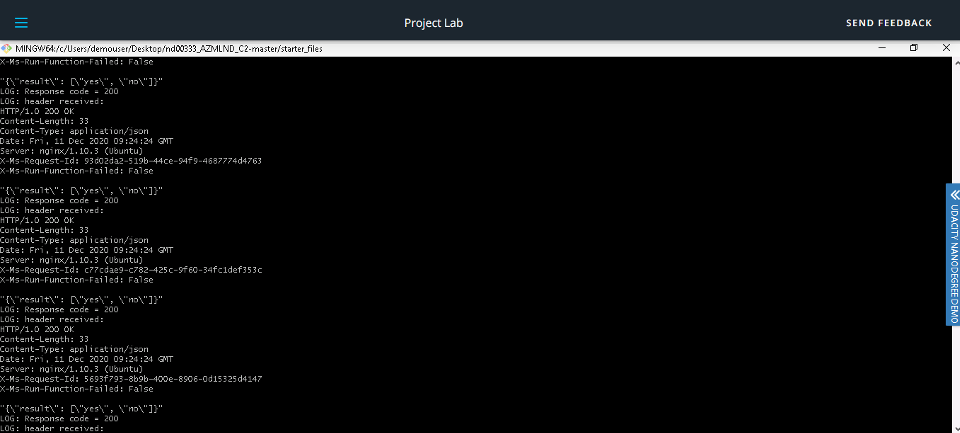 Project Lab
SEND FEEDBACK
MINGW64:/c/Users/demouser/Desktop/nd00333_AZMLND_C2-master/starter_files
X-Ms-Run-Function-Failed: False
"{\"result\": [\"yes\", \"no\"]}"
LOG: Response code = 200
LOG: header received:
HTTP/1.0 200 OK
Content-Length: 33
Content-Type: application/json
Date: Fri, 11 Dec 2020 09:24:24 GMT
Server: nginx/1.10.3 (Ubuntu)
X-Ms-Request-Id: 93d02da2-519b-44ce-94f9-4687774d4763
X-Ms-Run-Function-Failed: False
"{\"result\": [\"yes\", \"no\"]}"
LOG: Response code = 200
LOG: header received:
HTTP/1.0 200 OK
Content-Length: 33
Content-Type: application/json
Date: Fri, 11 Dec 2020 09:24:24 GMT
Server: nginx/1.10.3 (Ubuntu)
X-Ms-Request-Id: c77cdae9-c782-425c-9f60-34fc1def353c
X-Ms-Run-Function-Failed: False
"{\"result\": [\"yes\", \"no\"]}"
LOG: Response code = 200
LOG: header received:
HTTP/1.0 200 OK
Content-Length: 33
Content-Type: application/json
Date: Fri, 11 Dec 2020 09:24:24 GMT
Server: nginx/1.10.3 (Ubuntu)
X-Ms-Request-Id: 5693f793-8b9b-400e-8906-0d15325d4147
X-Ms-Run-Function-Failed: False
"{\"result\": [\"yes\", \"no\"]}"
LOG: Response code = 200
LOG: header received:
UDACITY NANODEGREE DEMO